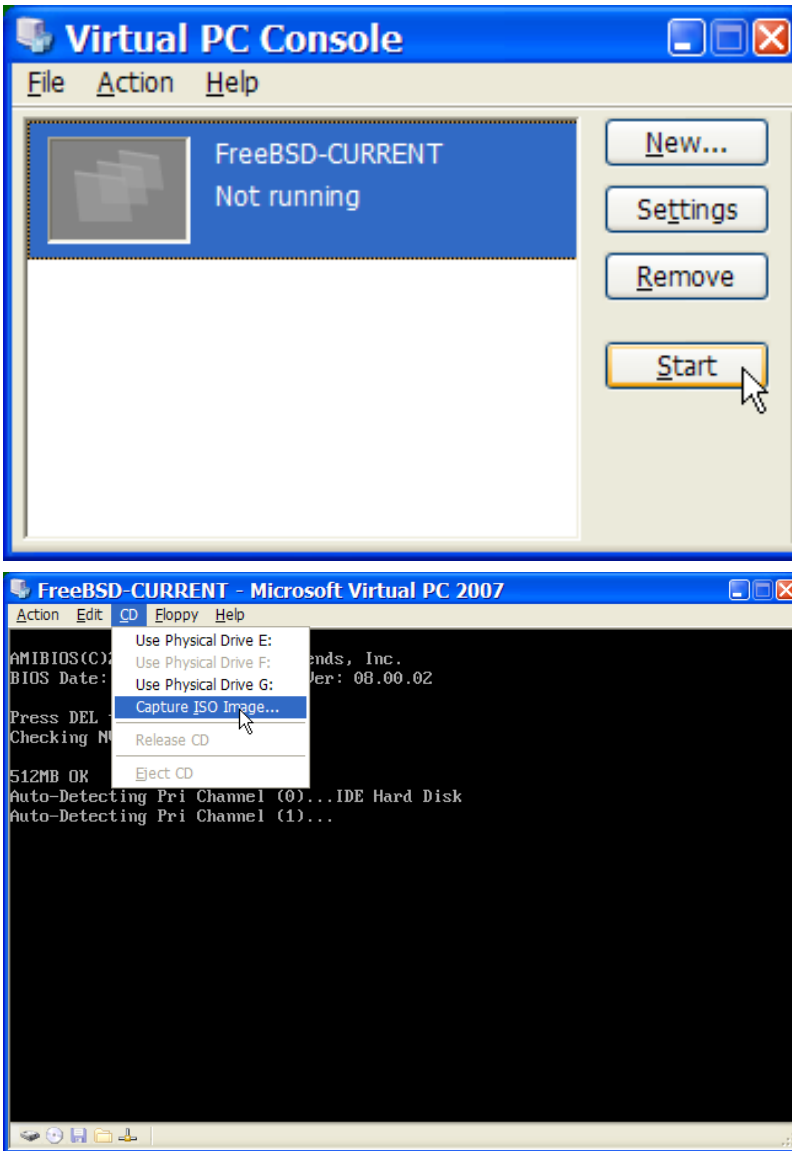 Virtual PC Console
File Action Help
FreeBSD-CURRENT
Not running
New...
Settings
Remove
Start
FreeBSD-CURRENT - Microsoft Virtual PC 2007
Action Edit CD Floppy Help
Use Physical Drive E:
Use Physical Drive F:
Use Physical Drive G:
Capture ISO Image...
Release CD
Eject CD
AMIBIOS(C)2 ends, Inc.
BIOS Date: Ver: 08.00.02
Press DEL
Checking N
512MB OK
Auto-Detecting Pri Channel (0)...IDE Hard Disk
Auto-Detecting Pri Channel (1)...